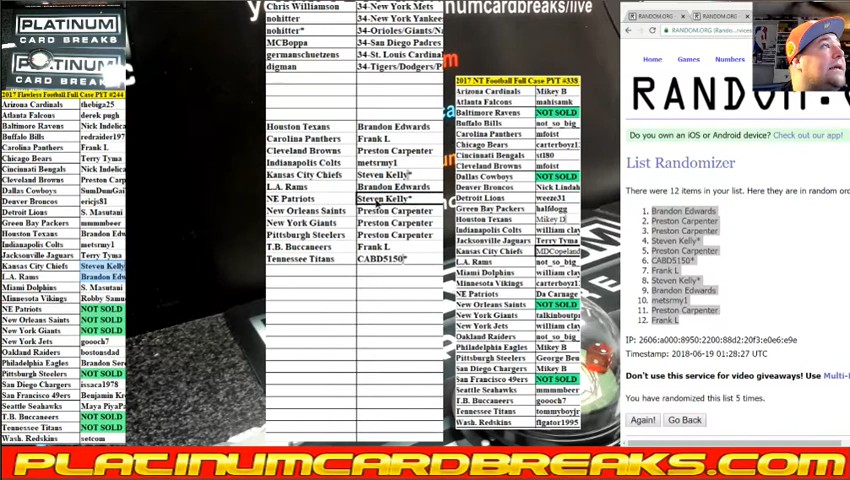 PLATINUM
CARD BREAKS
PLATINUM
CARD BREAKS
2017 Flawless Football Full Case PYT #244
Arizona Cardinals thebiga25
Atlanta Falcons derek pugh
Baltimore Ravens Nick Indelica
Buffalo Bills redraider197
Carolina Panthers Frank L
Chicago Bears Terry Tyma
Cincinnati Bengals Nick Indelica
Cleveland Browns Preston Carpent
Dallas Cowboys SumDumGai
Denver Broncos ericjs31
Detroit Lions S. Masutani
Green Bay Packers mmmmbeer
Houston Texans Brandon Edw
Indianapolis Colts metsrmy1
Jacksonville Jaguars Terry Tyma
Kansas City Chiefs Steven Kelly
L.A. Rams Brandon Edw
Miami Dolphins S. Masutani
Minnesota Vikings Robby Samu
NE Patriots NOT SOLD
New Orleans Saints NOT SOLD
New York Giants NOT SOLD
New York Jets goooch7
Oakland Raiders bostonsdad
Philadelphia Eagles Brandon Ser
Pittsburgh Steelers NOT SOLD
San Diego Chargers issaca1978
San Francisco 49ers Benjamin Kr
Seattle Seahawks Maya PiyaPa
T.B. Buccaneers NOT SOLD
Tennessee Titans NOT SOLD
Wash. Redskins setcom
Chris Williamson 34-New York Mets
nohitter 34-New York Yankee
nohitter* 34-Orioles/Giants/Na
MCBoppa 34-San Diego Padres
germanschuetzens 34-St. Louis Cardinal
digman 34-Tigers/Dodgers/P
Houston Texans Brandon Edwards
Carolina Panthers Frank L
Cleveland Browns Preston Carpenter
Indianapolis Colts metsrmy1
Kansas City Chiefs Steven Kelly*
L.A. Rams Brandon Edwards
NE Patriots Steven Kelly*
New Orleans Saints Preston Carpenter
New York Giants Preston Carpenter
Pittsburgh Steelers Preston Carpenter
T.B. Buccaneers Frank L
Tennessee Titans CABD5150*
yo
numcardbreaks.com/live
2017 NT Football Full Case PYT #338
Arizona Cardinals Mikey B
Atlanta Falcons mahisamk
Baltimore Ravens NOT SOLD
Buffalo Bills not_so_big_
Carolina Panthers mfoist
Chicago Bears carterboyz1
Cincinnati Bengals st180
Cleveland Browns mfoist
Dallas Cowboys NOT SOLD
Denver Broncos Nick Lindah
Detroit Lions weeze31
Green Bay Packers halfdogg
Houston Texans Mikey D
Indianapolis Colts william clay
Jacksonville Jaguars Terry Tyma
Kansas City Chiefs MDCopeland
L.A. Rams not_so_big_
Miami Dolphins william clay
Minnesota Vikings carterboyz1
NE Patriots Da Carnage
New Orleans Saints NOT SOLD
New York Giants talkinboutp
New York Jets william clay
Oakland Raiders not_so_big_
Philadelphia Eagles Mikey B
Pittsburgh Steelers George Beu
San Diego Chargers Mikey B
San Francisco 49ers NOT SOLD
Seattle Seahawks mmmmbeer
T.B. Buccaneers goooch7
Tennessee Titans tommyboyjr
Wash. Redskins flgator1995
RANDOM.ORG
RANDOM.ORG
Home Games Numbers
RANDOM.O
Do you own an iOS or Android device? Check out our app!
List Randomizer
There were 12 items in your list. Here they are in random ord
1. Brandon Edwards
2. Preston Carpenter
3. Preston Carpenter
4. Steven Kelly*
5. Preston Carpenter
6. CABD5150*
7. Frank L
8. Steven Kelly*
9. Brandon Edwards
10. metsrmy1
11. Preston Carpenter
12. Frank L
IP: 2606:a000:8950:2200:88d2:20f3:e0e6:e9e
Timestamp: 2018-06-19 01:28:27 UTC
Don't use this service for video giveaways! Use Multi-
You have randomized this list 5 times.
Again! Go Back
PLATINUMCARDBREAKS.COM